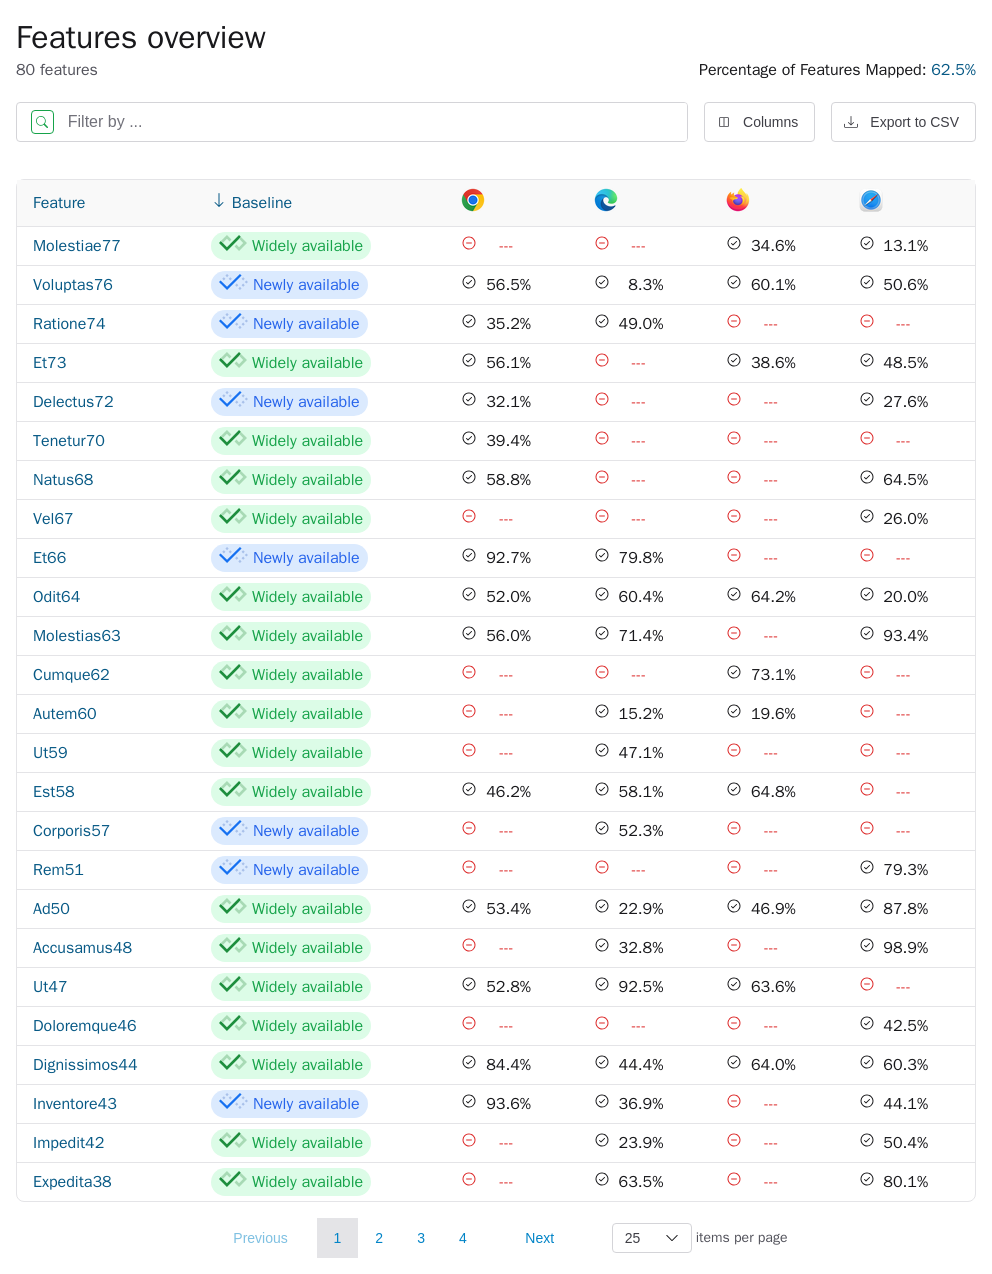 Features overview
80 features
Percentage of Features Mapped: 62.5%
Filter by ...
Columns
Export to CSV
Feature Baseline
Molestiae77 Widely available --- --- 34.6% 13.1%
Voluptas76 Newly available 56.5% 8.3% 60.1% 50.6%
Ratione74 Newly available 35.2% 49.0% --- ---
Et73 Widely available 56.1% --- 38.6% 48.5%
Delectus72 Newly available 32.1% --- --- 27.6%
Tenetur70 Widely available 39.4% --- --- ---
Natus68 Widely available 58.8% --- --- 64.5%
Vel67 Widely available --- --- --- 26.0%
Et66 Newly available 92.7% 79.8% --- ---
Odit64 Widely available 52.0% 60.4% 64.2% 20.0%
Molestias63 Widely available 56.0% 71.4% --- 93.4%
Cumque62 Widely available --- --- 73.1% ---
Autem60 Widely available --- 15.2% 19.6% ---
Ut59 Widely available --- 47.1% --- ---
Est58 Widely available 46.2% 58.1% 64.8% ---
Corporis57 Newly available --- 52.3% --- ---
Rem51 Newly available --- --- --- 79.3%
Ad50 Widely available 53.4% 22.9% 46.9% 87.8%
Accusamus48 Widely available --- 32.8% --- 98.9%
Ut47 Widely available 52.8% 92.5% 63.6% ---
Doloremque46 Widely available --- --- --- 42.5%
Dignissimos44 Widely available 84.4% 44.4% 64.0% 60.3%
Inventore43 Newly available 93.6% 36.9% --- 44.1%
Impedit42 Widely available --- 23.9% --- 50.4%
Expedita38 Widely available --- 63.5% --- 80.1%
Previous 1 2 3 4 Next 25 items per page